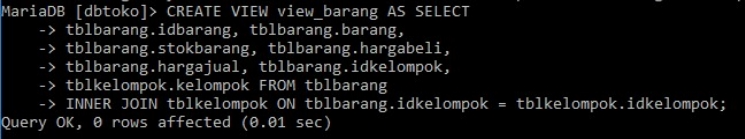 MariaDB [dbtoko]> CREATE VIEW view_barang AS SELECT
-> tblbarang.idbarang, tblbarang.barang,
-> tblbarang.stokbarang, tblbarang.hargabeli,
-> tblbarang.hargajual, tblbarang.idkelompok,
-> tblkelompok.kelompok FROM tblbarang
-> INNER JOIN tblkelompok ON tblbarang.idkelompok = tblkelompok.idkelompok;
Query OK, 0 rows affected (0.01 sec)